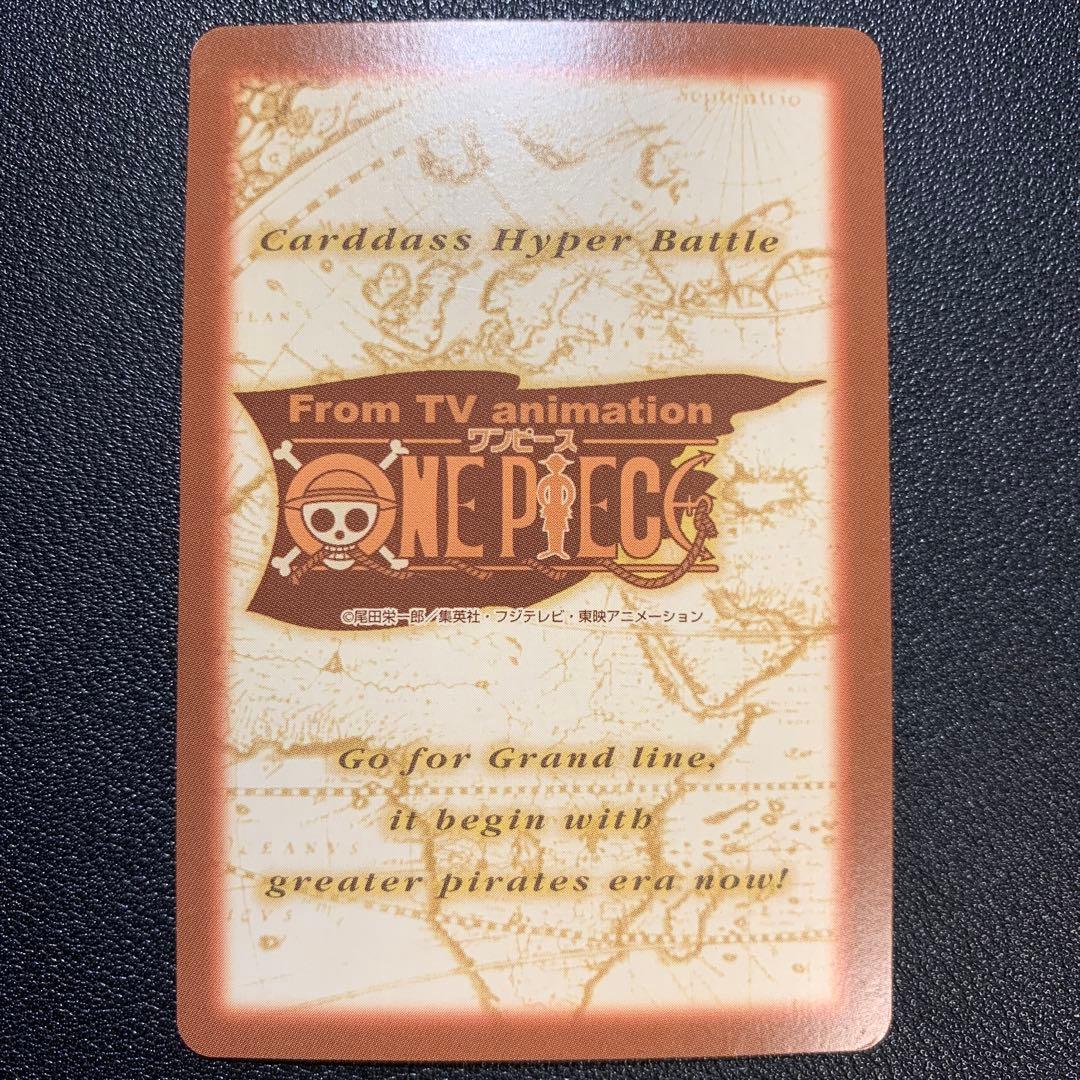 Septentrio
Carddass Hyper Battle
TLAN
From TV animation
ワンピース
ONE PIECE
©尾田栄一郎／集英社・フジテレビ・東映アニメーション
Go for Grand line,
it begin with
greater pirates era now!